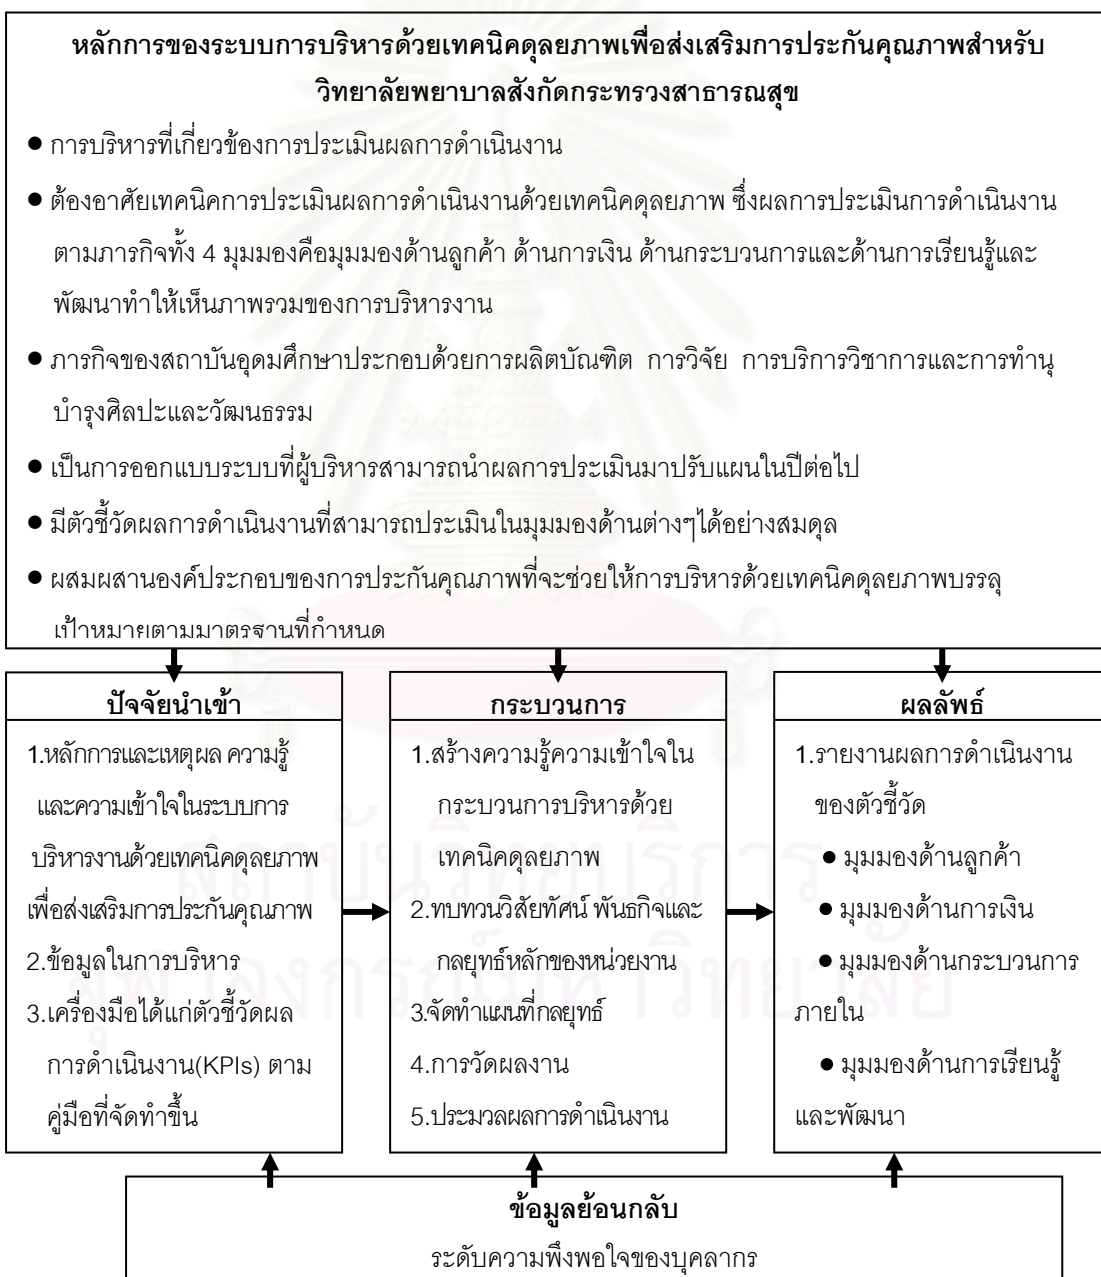 หลักการของระบบการบริหารด้วยเทคนิคดุลยภาพเพื่อส่งเสริมการประกันคุณภาพสำหรับ
วิทยาลัยพยาบาลสังกัดกระทรวงสาธารณสุข
● การบริหารที่เกี่ยวข้องการประเมินผลการดำเนินงาน
● ต้องอาศัยเทคนิคการประเมินผลการดำเนินงานด้วยเทคนิคดุลยภาพ ซึ่งผลการประเมินการดำเนินงาน
ตามภารกิจทั้ง 4 มุมมองคือมุมมองด้านลูกค้า ด้านการเงิน ด้านกระบวนการและด้านการเรียนรู้และ
พัฒนาทำให้เห็นภาพรวมของการบริหารงาน
● ภารกิจของสถาบันอุดมศึกษาประกอบด้วยการผลิตบัณฑิต การวิจัย การบริการวิชาการและการทำนุ
บำรุงศิลปะและวัฒนธรรม
● เป็นการออกแบบระบบที่ผู้บริหารสามารถนำผลการประเมินมาปรับแผนในปีต่อไป
● มีตัวชี้วัดผลการดำเนินงานที่สามารถประเมินในมุมมองด้านต่างๆได้อย่างสมดุล
● ผสมผสานองค์ประกอบของการประกันคุณภาพที่จะช่วยให้การบริหารด้วยเทคนิคดุลยภาพบรรลุ
เป้าหมายตามมาตรฐานที่กำหนด
ปัจจัยนำเข้า
1.หลักการและเหตุผล ความรู้
และความเข้าใจในระบบการ
บริหารงานด้วยเทคนิคดุลยภาพ
เพื่อส่งเสริมการประกันคุณภาพ
2.ข้อมูลในการบริหาร
3.เครื่องมือได้แก่ตัวชี้วัดผล
การดำเนินงาน(KPIs) ตาม
คู่มือที่จัดทำขึ้น
กระบวนการ
1.สร้างความรู้ความเข้าใจใน
กระบวนการบริหารด้วย
เทคนิคดุลยภาพ
2.ทบทวนวิสัยทัศน์ พันธกิจและ
กลยุทธ์หลักของหน่วยงาน
3.จัดทำแผนที่กลยุทธ์
4.การวัดผลงาน
5.ประมวลผลการดำเนินงาน
ผลลัพธ์
1.รายงานผลการดำเนินงาน
ของตัวชี้วัด
● มุมมองด้านลูกค้า
● มุมมองด้านการเงิน
● มุมมองด้านกระบวนการ
ภายใน
● มุมมองด้านการเรียนรู้
และพัฒนา
ข้อมูลย้อนกลับ
ระดับความพึงพอใจของบุคลากร
สถาบันวิทยบริการ
จุฬาลงกรณ์มหาวิทยาลัย